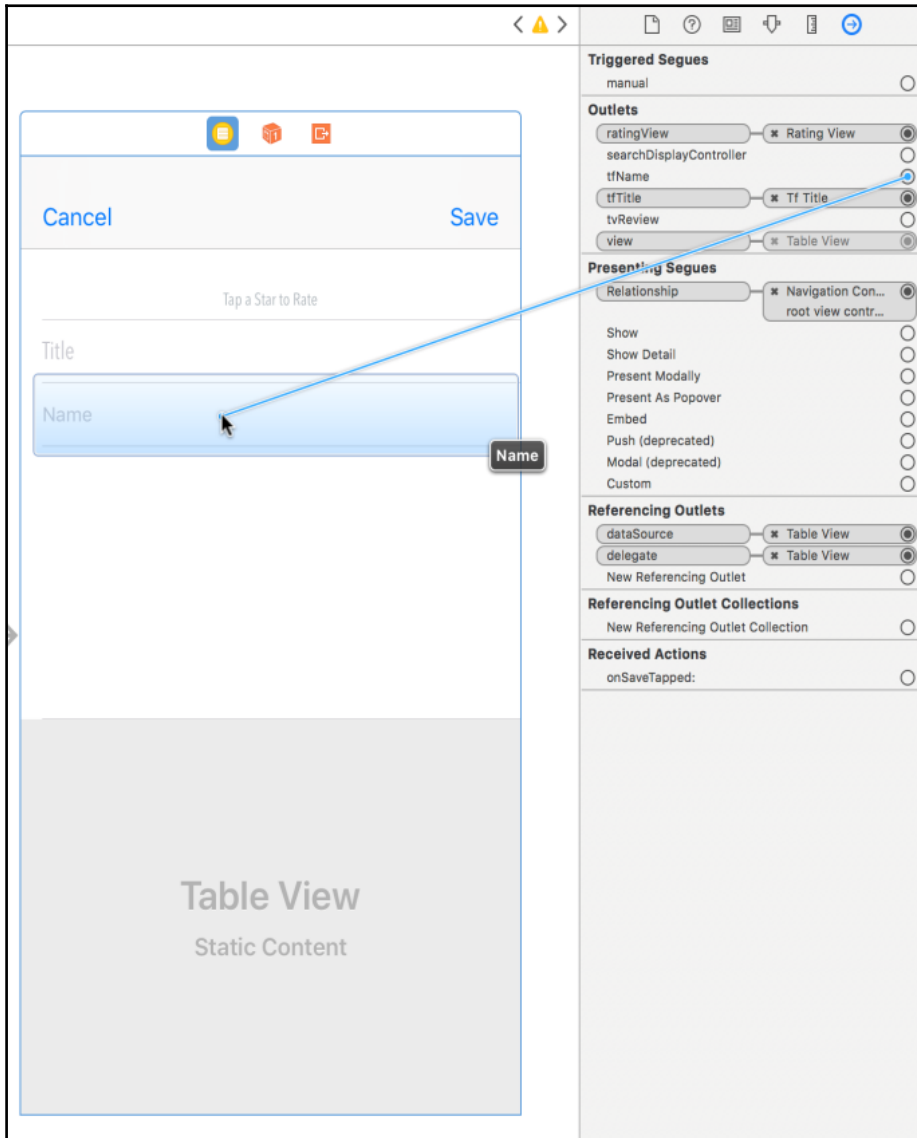 Cancel
Save
Tap a Star to Rate
Title
Name
Name
Table View
Static Content
Triggered Segues
manual
Outlets
ratingView Rating View
searchDisplayController
tfName
tfTitle Tf Title
tvReview
view Table View
Presenting Segues
Relationship Navigation Con...
root view contr...
Show
Show Detail
Present Modally
Present As Popover
Embed
Push (deprecated)
Modal (deprecated)
Custom
Referencing Outlets
dataSource Table View
delegate Table View
New Referencing Outlet
Referencing Outlet Collections
New Referencing Outlet Collection
Received Actions
onSaveTapped: